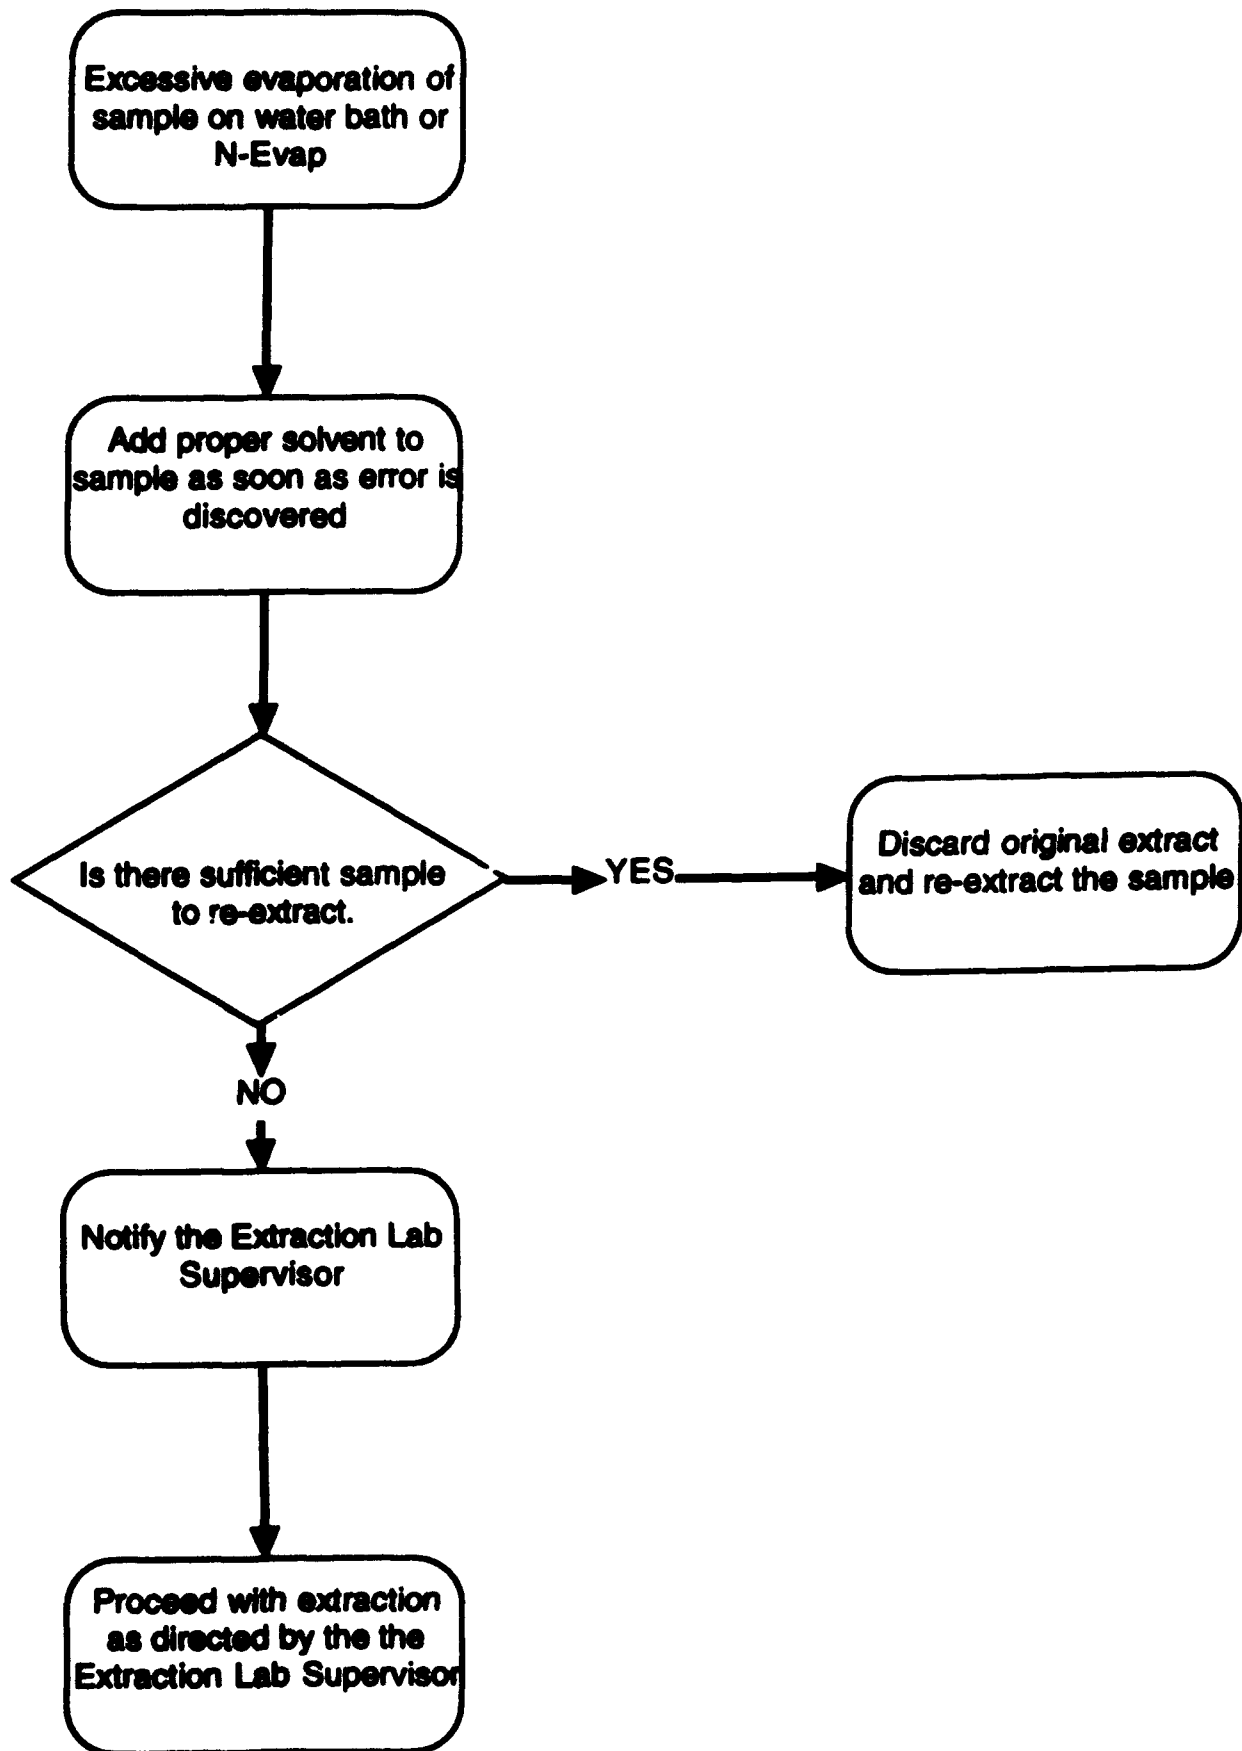 Excessive evaporation of
sample on water bath or
N-Evap
Add proper solvent to
sample as soon as error is
discovered
Is there sufficient sample
to re-extract.
YES
Discard original extract
and re-extract the sample
NO
Notify the Extraction Lab
Supervisor
Proceed with extraction
as directed by the the
Extraction Lab Supervisor